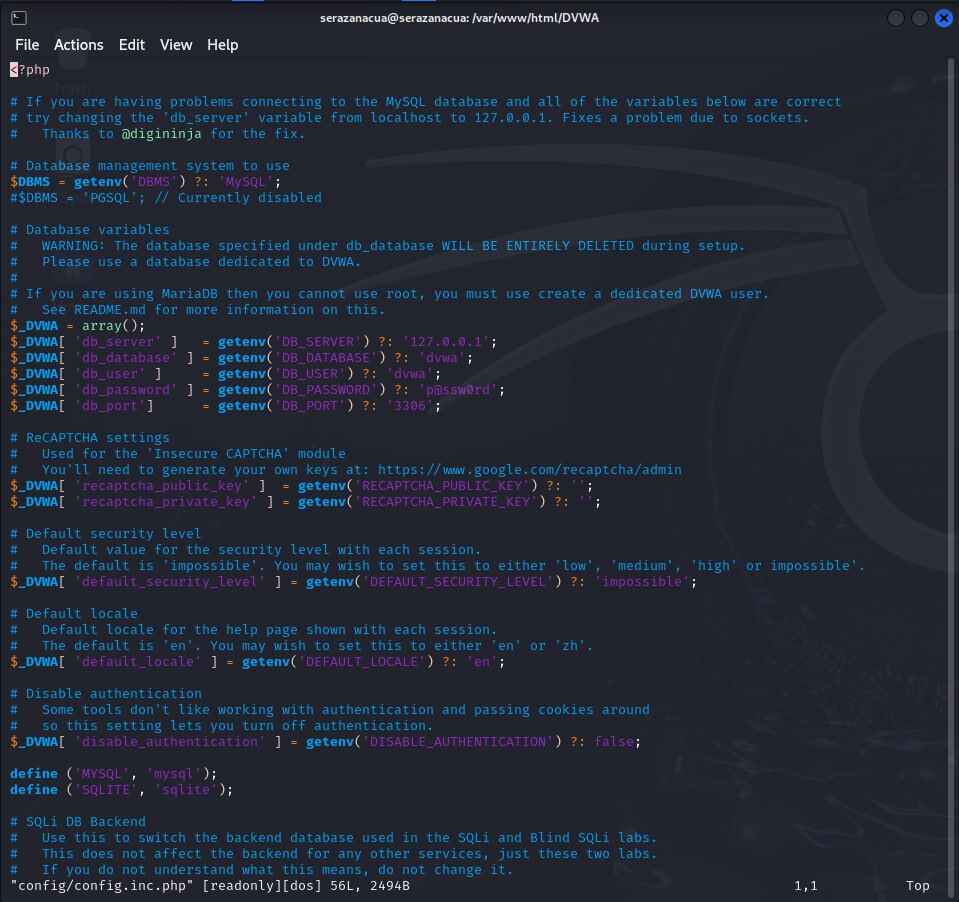 serazanacua@serazanacua: /var/www/html/DVWA
File Actions Edit View Help
<?php

# If you are having problems connecting to the MySQL database and all of the variables below are correct
# try changing the 'db_server' variable from localhost to 127.0.0.1. Fixes a problem due to sockets.
#   Thanks to @digininja for the fix.

# Database management system to use
$DBMS = getenv('DBMS') ?: 'MySQL';
#$DBMS = 'PGSQL'; // Currently disabled

# Database variables
#   WARNING: The database specified under db_database WILL BE ENTIRELY DELETED during setup.
#   Please use a database dedicated to DVWA.
#
# If you are using MariaDB then you cannot use root, you must use create a dedicated DVWA user.
#   See README.md for more information on this.
$_DVWA = array();
$_DVWA[ 'db_server' ]   = getenv('DB_SERVER') ?: '127.0.0.1';
$_DVWA[ 'db_database' ] = getenv('DB_DATABASE') ?: 'dvwa';
$_DVWA[ 'db_user' ]     = getenv('DB_USER') ?: 'dvwa';
$_DVWA[ 'db_password' ] = getenv('DB_PASSWORD') ?: 'p@ssw0rd';
$_DVWA[ 'db_port']      = getenv('DB_PORT') ?: '3306';

# ReCAPTCHA settings
#   Used for the 'Insecure CAPTCHA' module
#   You'll need to generate your own keys at: https://www.google.com/recaptcha/admin
$_DVWA[ 'recaptcha_public_key' ]  = getenv('RECAPTCHA_PUBLIC_KEY') ?: '';
$_DVWA[ 'recaptcha_private_key' ] = getenv('RECAPTCHA_PRIVATE_KEY') ?: '';

# Default security level
#   Default value for the security level with each session.
#   The default is 'impossible'. You may wish to set this to either 'low', 'medium', 'high' or impossible'.
$_DVWA[ 'default_security_level' ] = getenv('DEFAULT_SECURITY_LEVEL') ?: 'impossible';

# Default locale
#   Default locale for the help page shown with each session.
#   The default is 'en'. You may wish to set this to either 'en' or 'zh'.
$_DVWA[ 'default_locale' ] = getenv('DEFAULT_LOCALE') ?: 'en';

# Disable authentication
#   Some tools don't like working with authentication and passing cookies around
#   so this setting lets you turn off authentication.
$_DVWA[ 'disable_authentication' ] = getenv('DISABLE_AUTHENTICATION') ?: false;

define ('MYSQL', 'mysql');
define ('SQLITE', 'sqlite');

# SQLi DB Backend
#   Use this to switch the backend database used in the SQLi and Blind SQLi labs.
#   This does not affect the backend for any other services, just these two labs.
#   If you do not understand what this means, do not change it.
"config/config.inc.php" [readonly][dos] 56L, 2494B 1,1 Top
Trash